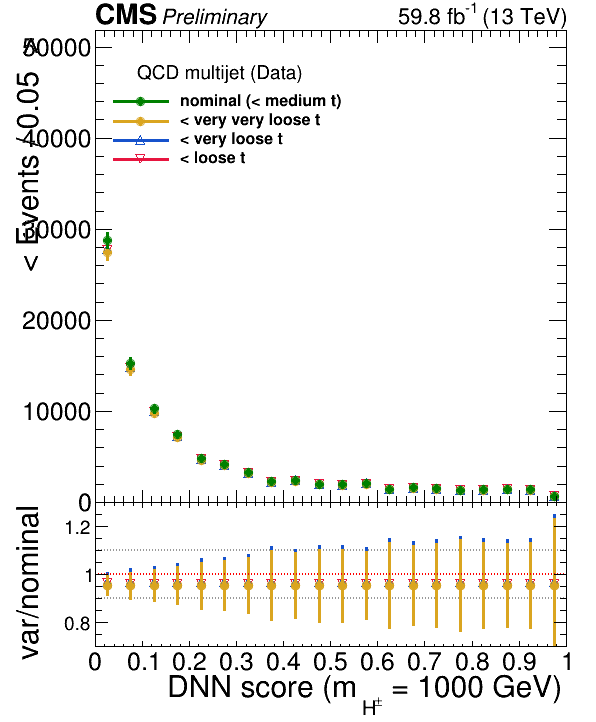 CMS Preliminary 59.8 fb-1 (13 TeV)
< Events / 0.05 >
50000
40000
30000
20000
10000
0
QCD multijet (Data)
nominal (< medium t)
< very very loose t
< very loose t
< loose t
var/nominal
1.2
1
0.8
0 0.1 0.2 0.3 0.4 0.5 0.6 0.7 0.8 0.9 1
DNN score (m H± = 1000 GeV)